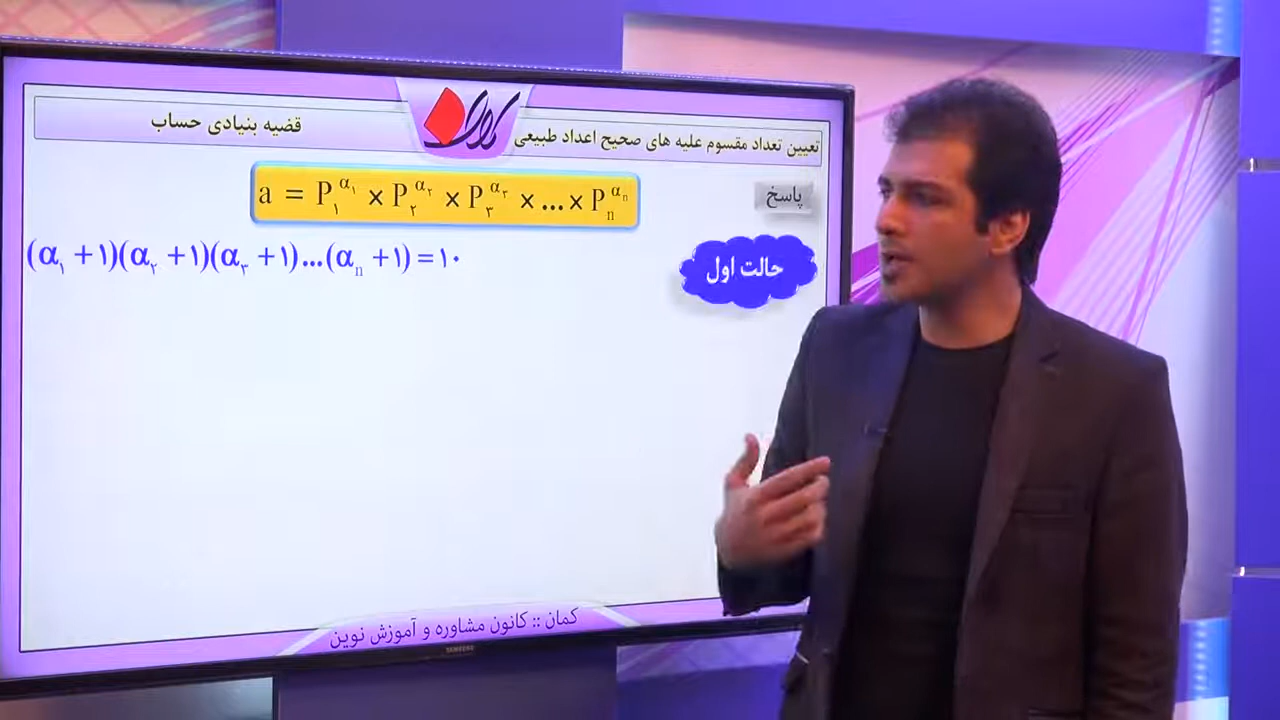 تعیین تعداد مقسوم علیه های صحیح اعداد طبیعی
قضیه بنیادی حساب
پاسخ
a = P₁^α₁ × P₂^α₂ × P₃^α₃ × ... × Pₙ^αₙ
حالت اول
(α₁ +۱)(α₂ +۱)(α₃ +۱)...(αₙ +۱) = ۱۰
کمان :: کانون مشاوره و آموزش نوین
SAMSUNG